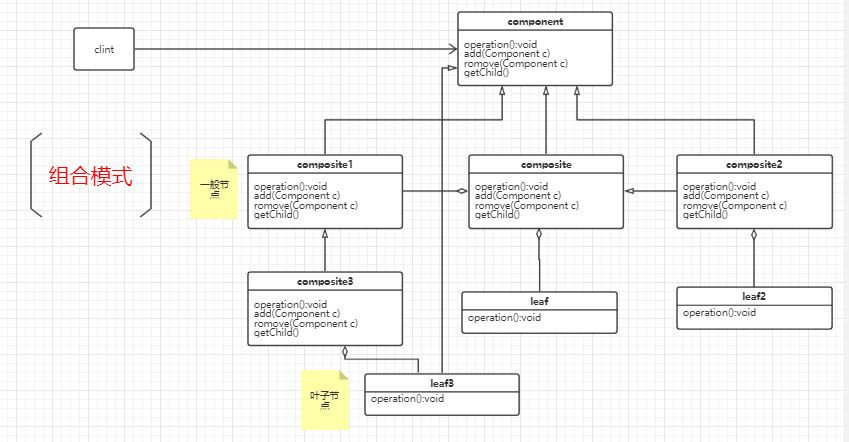 clint
component
operation():void
add(Component c)
romove(Component c)
getChild()
组合模式
一般节
点
composite1
operation():void
add(Component c)
romove(Component c)
getChild()
composite
operation():void
add(Component c)
romove(Component c)
getChild()
composite2
operation():void
add(Component c)
romove(Component c)
getChild()
composite3
operation():void
add(Component c)
romove(Component c)
getChild()
leaf
operation():void
leaf2
operation():void
叶子节
点
leaf3
operation():void